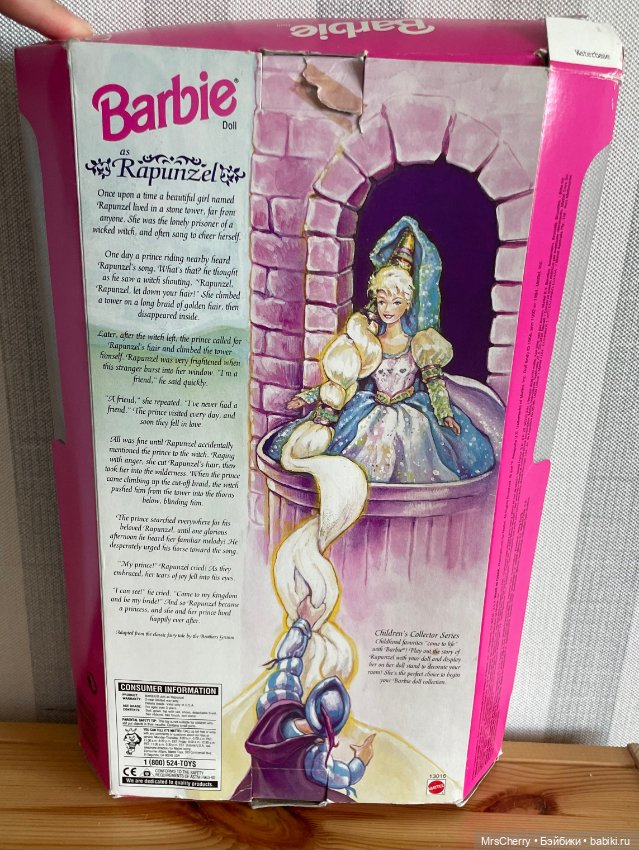 Barbie
Waterbase
Barbie®
Doll
as
Rapunzel
Once upon a time a beautiful girl named
Rapunzel lived in a stone tower, far from
anyone. She was the lonely prisoner of a
wicked witch, and often sang to cheer herself.
One day a prince riding nearby heard
Rapunzel's song. "What's that? he thought
as he saw a witch shouting, "Rapunzel,
Rapunzel, let down your hair!" She climbed
a tower on a long braid of golden hair, then
disappeared inside.
Later, after the witch left, the prince called for
Rapunzel's hair and climbed the tower
himself. Rapunzel was very frightened when
this stranger burst into her window. "I'm a
friend," he said quickly.
"A friend," she repeated. "I've never had a
friend." The prince visited every day, and
soon they fell in love.
All was fine until Rapunzel accidentally
mentioned the prince to the witch. Raging
with anger, she cut Rapunzel's hair, then
took her into the wilderness. When the prince
came climbing up the cut-off braid, the witch
pushed him from the tower into the thorns
below, blinding him.
The prince searched everywhere for his
beloved Rapunzel, until one glorious
afternoon he heard her familiar melody! He
desperately urged his horse toward the song.
"My prince!" Rapunzel cried! As they
embraced, her tears of joy fell into his eyes.
"I can see!" he cried. "Come to my kingdom
and be my bride!" And so Rapunzel became
a princess, and she and her prince lived
happily ever after.
Adapted from the classic fairy tale by the Brothers Grimm
Children's Collector Series
Childhood favorites "come to life"
with Barbie®! Play out the story of
Rapunzel with your doll and display
her on her doll stand to decorate your
room! She's the perfect choice to begin
your Barbie doll collection.
CONSUMER INFORMATION
PRODUCT:
WARRANTY:
AGE GRADE:
CONTENTS:
1 (800) 524-TOYS
CE
CONFORMS TO THE SAFETY
We are dedicated to quality products.
13016
MATTEL
MrsCherry • Бэйбики • babiki.ru